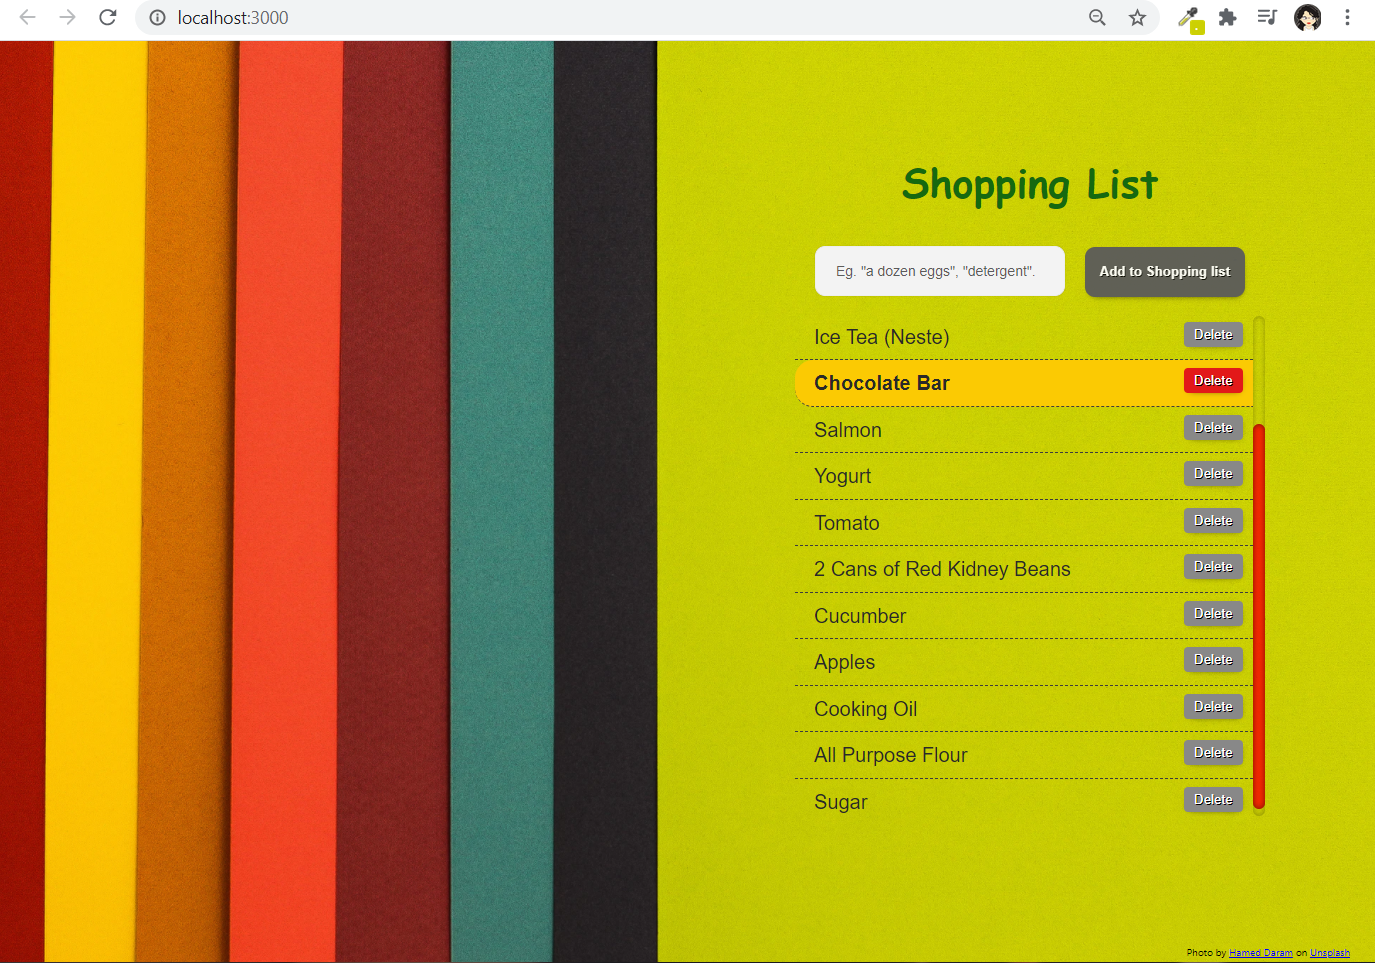 localhost:3000
Shopping List
Eg. "a dozen eggs", "detergent".
Add to Shopping list
Ice Tea (Neste) Delete
Chocolate Bar Delete
Salmon Delete
Yogurt Delete
Tomato Delete
2 Cans of Red Kidney Beans Delete
Cucumber Delete
Apples Delete
Cooking Oil Delete
All Purpose Flour Delete
Sugar Delete
Photo by Hamed Daram on Unsplash